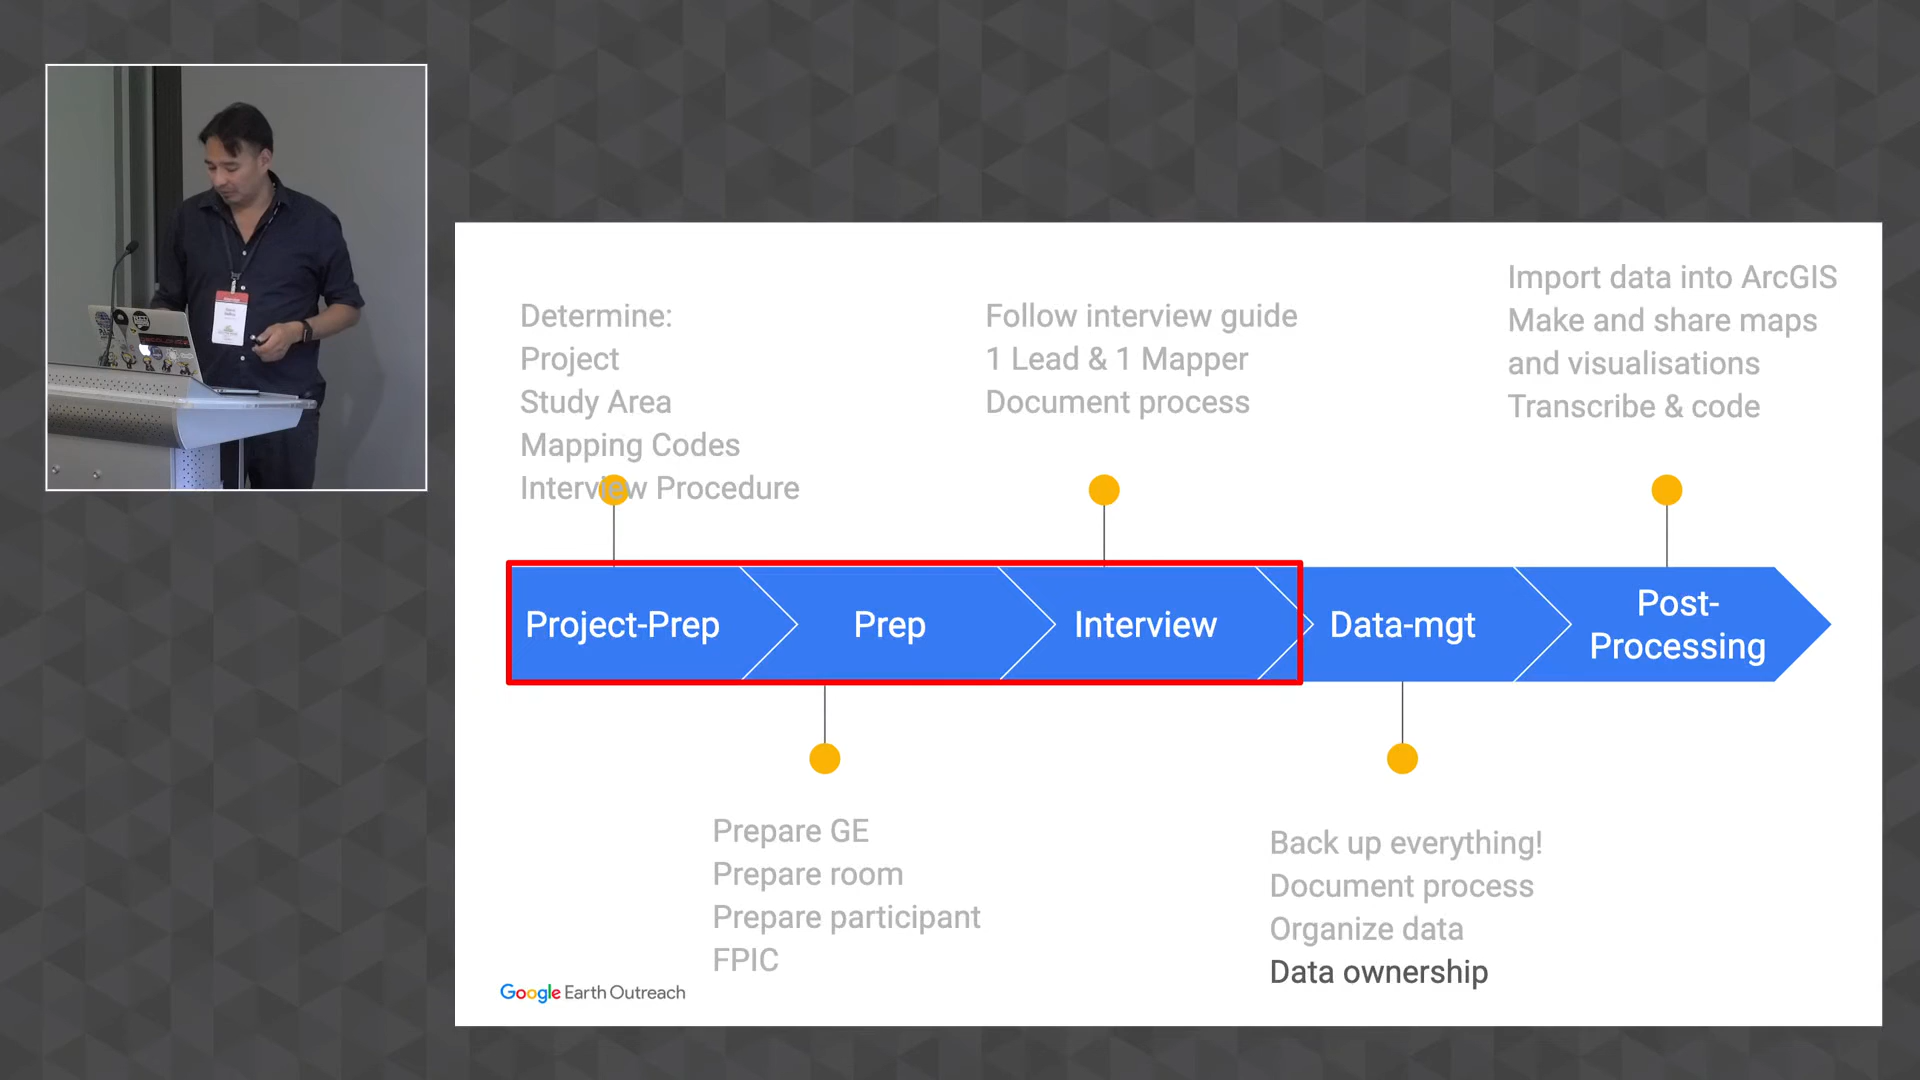 Determine:
Project
Study Area
Mapping Codes
Interview Procedure
Follow interview guide
1 Lead & 1 Mapper
Document process
Import data into ArcGIS
Make and share maps
and visualisations
Transcribe & code
Project-Prep
Prep
Interview
Data-mgt
Post-
Processing
Prepare GE
Prepare room
Prepare participant
FPIC
Back up everything!
Document process
Organize data
Data ownership
Google Earth Outreach